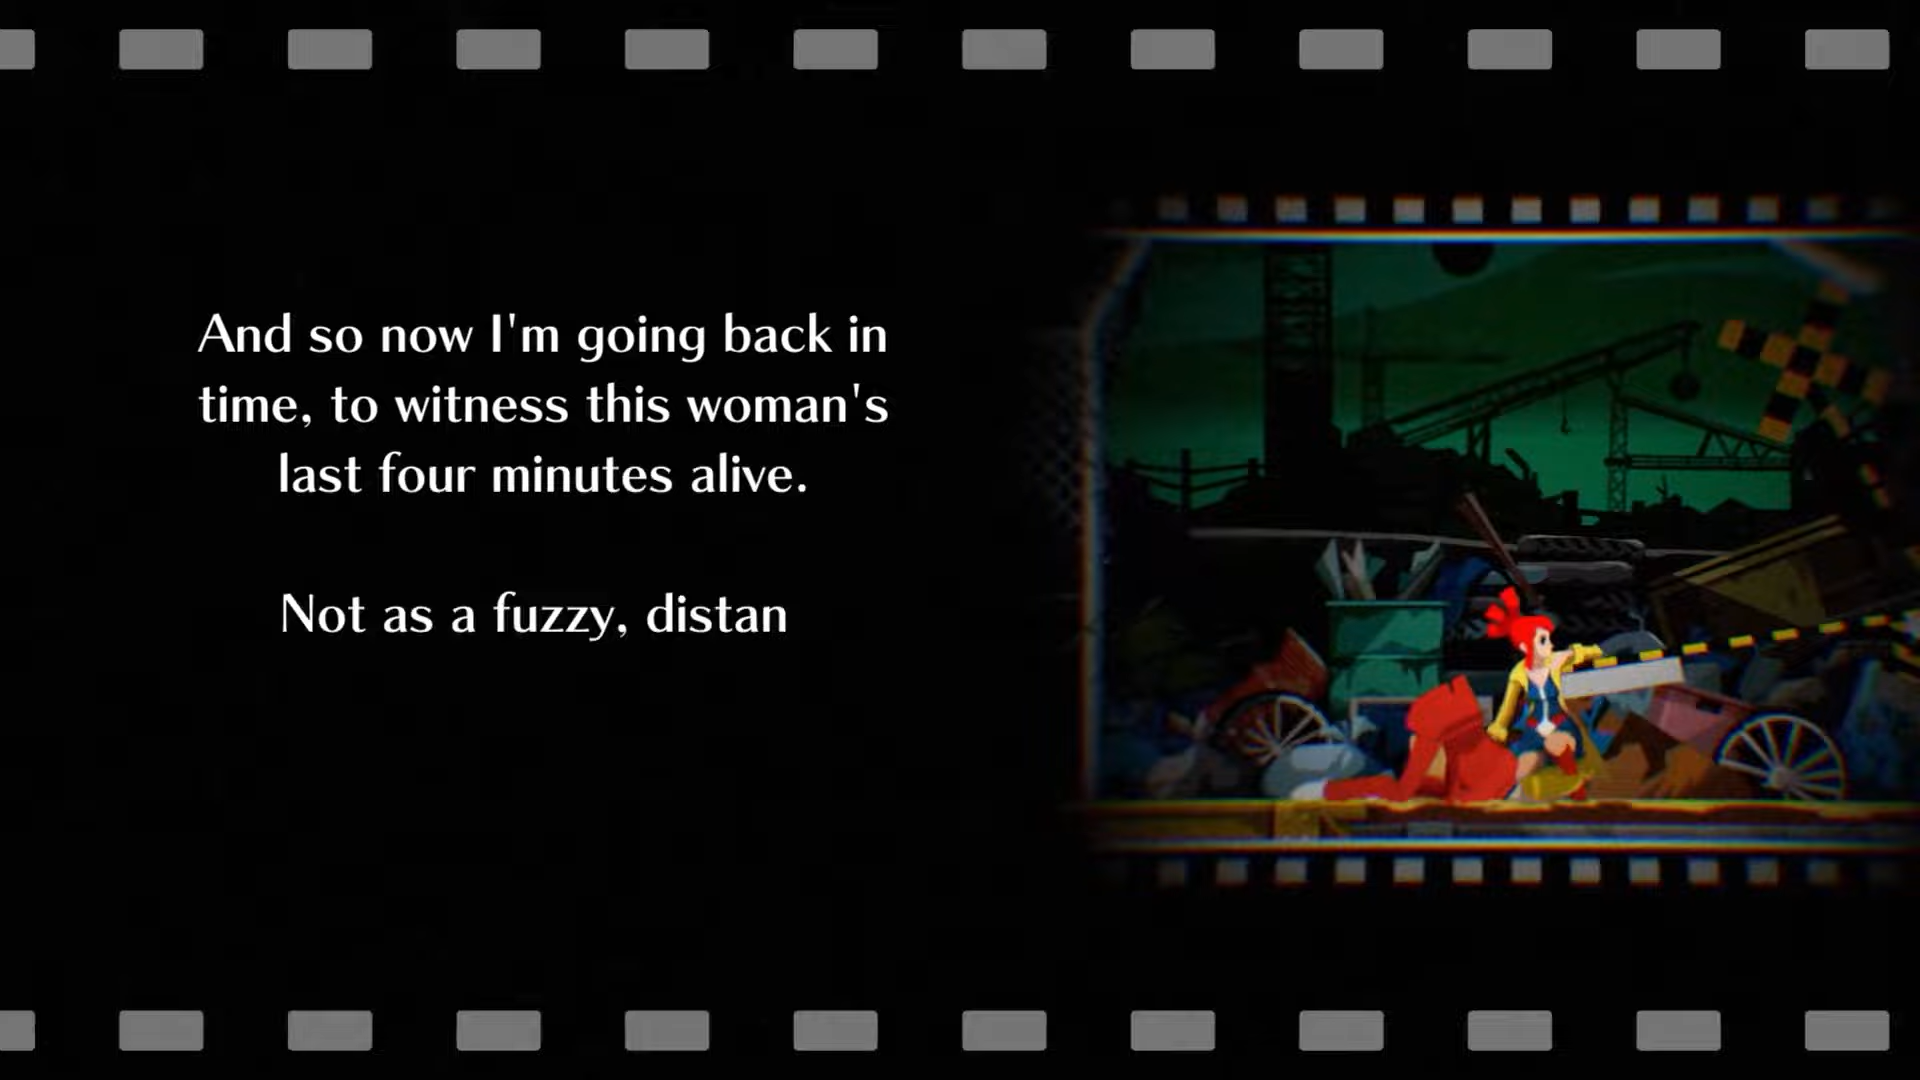 And so now I'm going back in
time, to witness this woman's
last four minutes alive.
Not as a fuzzy, distan